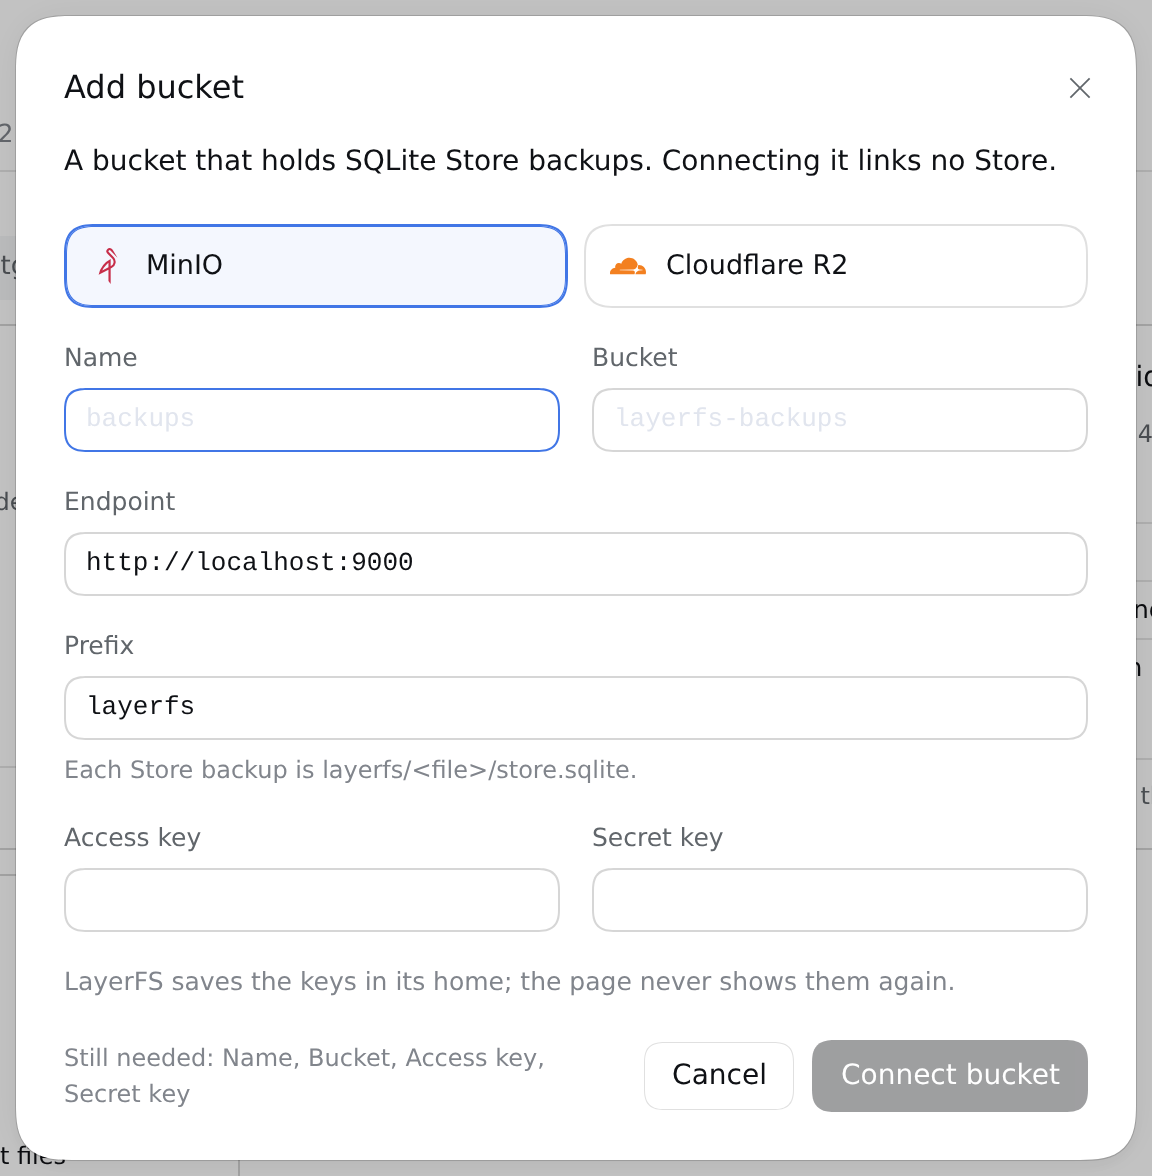 Add bucket
A bucket that holds SQLite Store backups. Connecting it links no Store.
MinIO
Cloudflare R2
Name
Bucket
backups
layerfs-backups
Endpoint
http://localhost:9000
Prefix
layerfs
Each Store backup is layerfs/<file>/store.sqlite.
Access key
Secret key
LayerFS saves the keys in its home; the page never shows them again.
Still needed: Name, Bucket, Access key,
Secret key
Cancel
Connect bucket